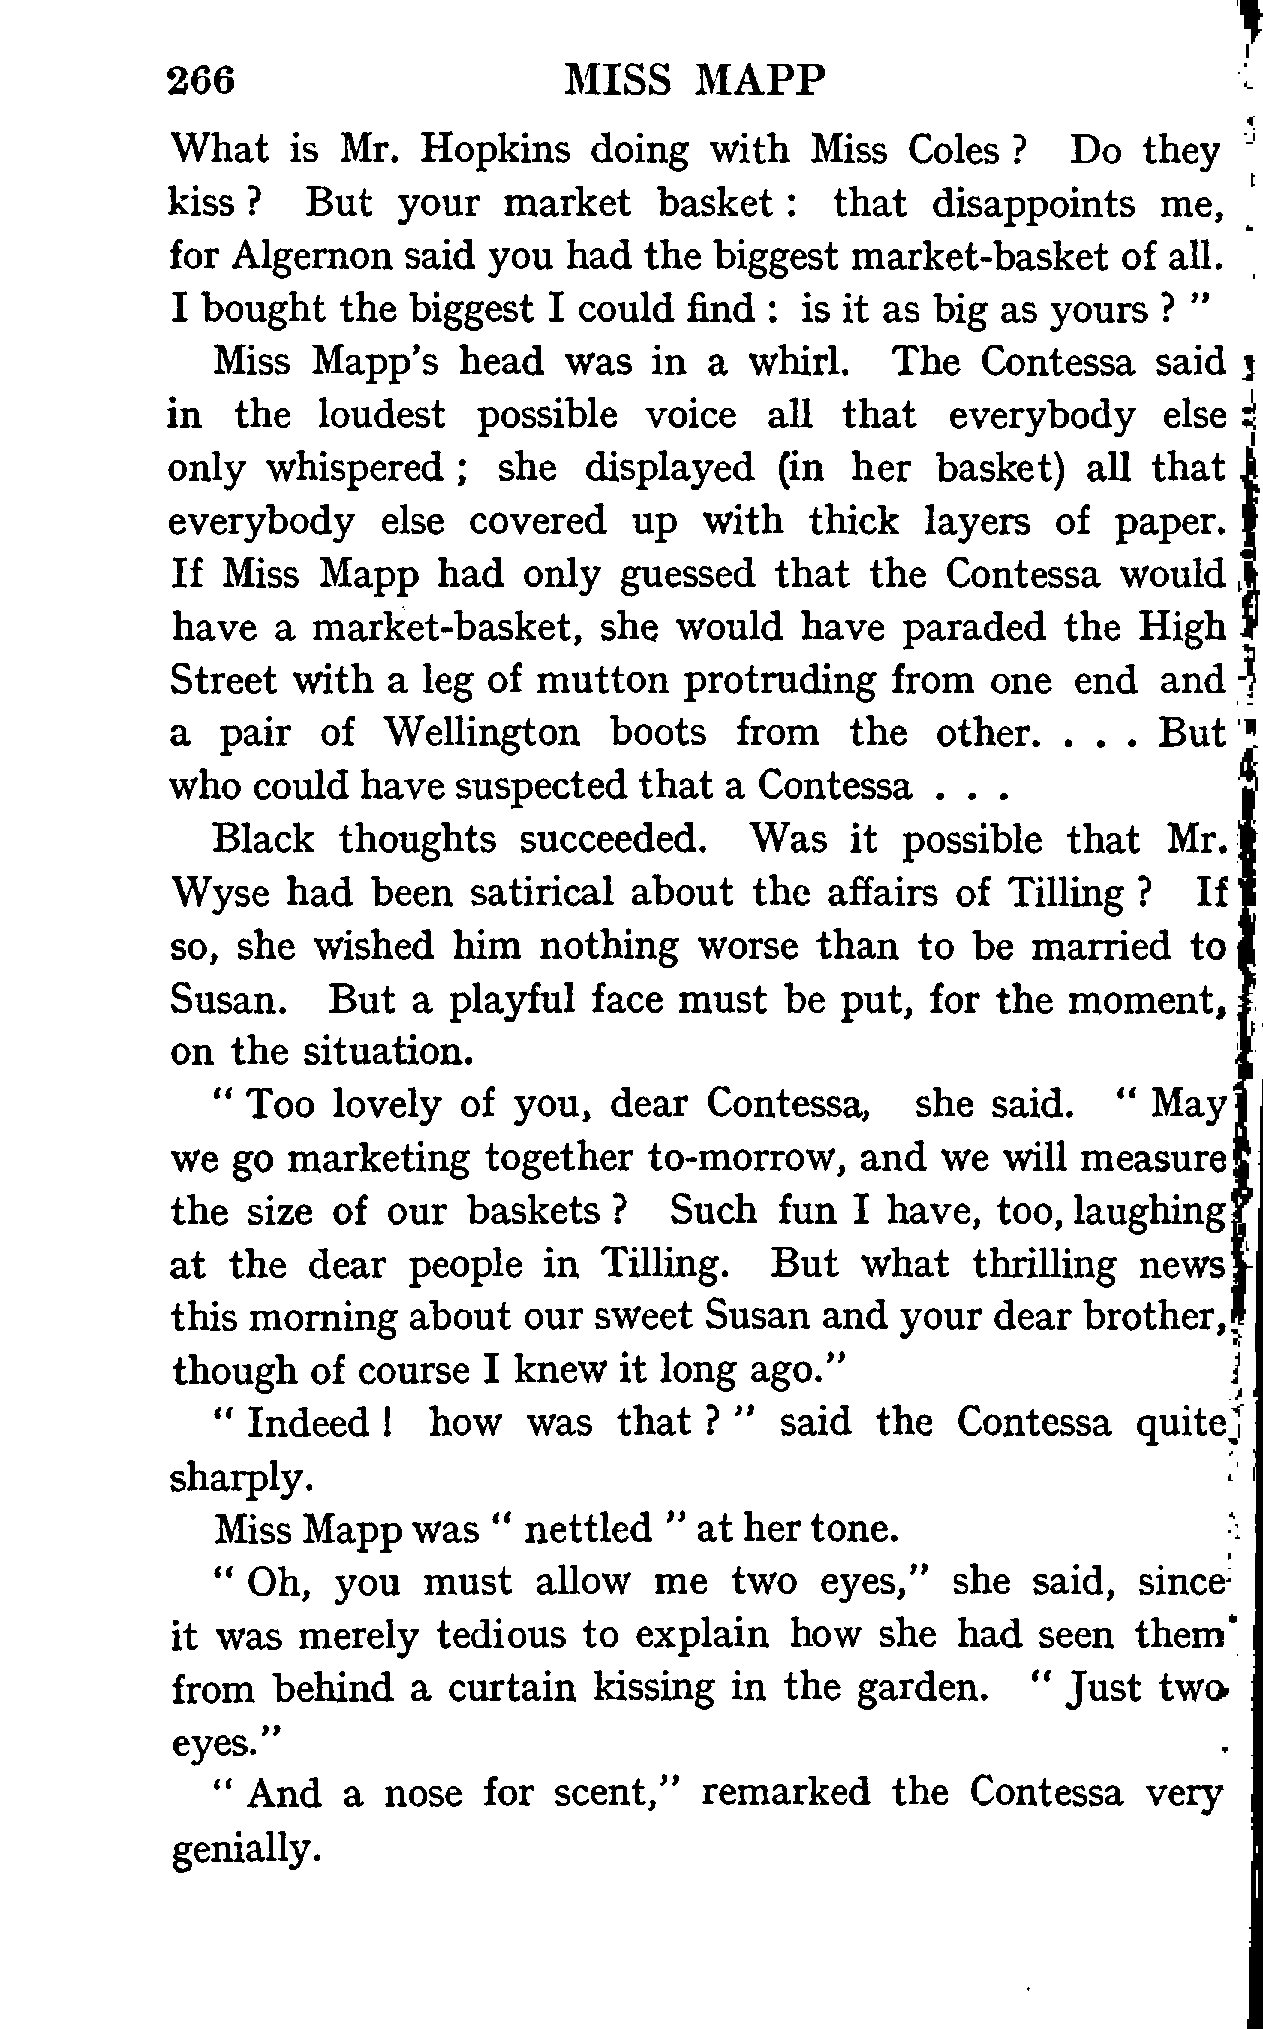 266 MISS MAPP
What is Mr. Hopkins doing with Miss Coles ? Do they
kiss ? But your market basket : that disappoints me,
for Algernon said you had the biggest market-basket of all.
I bought the biggest I could find : is it as big as yours ? "
Miss Mapp's head was in a whirl. The Contessa said
in the loudest possible voice all that everybody else
only whispered ; she displayed (in her basket) all that
everybody else covered up with thick layers of paper.
If Miss Mapp had only guessed that the Contessa would
have a market-basket, she would have paraded the High
Street with a leg of mutton protruding from one end and
a pair of Wellington boots from the other. . . . But
who could have suspected that a Contessa . . .
Black thoughts succeeded. Was it possible that Mr.
Wyse had been satirical about the affairs of Tilling ? If
so, she wished him nothing worse than to be married to
Susan. But a playful face must be put, for the moment,
on the situation.
" Too lovely of you, dear Contessa, she said. " May
we go marketing together to-morrow, and we will measure
the size of our baskets ? Such fun I have, too, laughing
at the dear people in Tilling. But what thrilling news
this morning about our sweet Susan and your dear brother,
though of course I knew it long ago."
" Indeed ! how was that ? " said the Contessa quite
sharply.
Miss Mapp was " nettled " at her tone.
" Oh, you must allow me two eyes," she said, since
it was merely tedious to explain how she had seen them
from behind a curtain kissing in the garden. " Just two
eyes."
" And a nose for scent," remarked the Contessa very
genially.